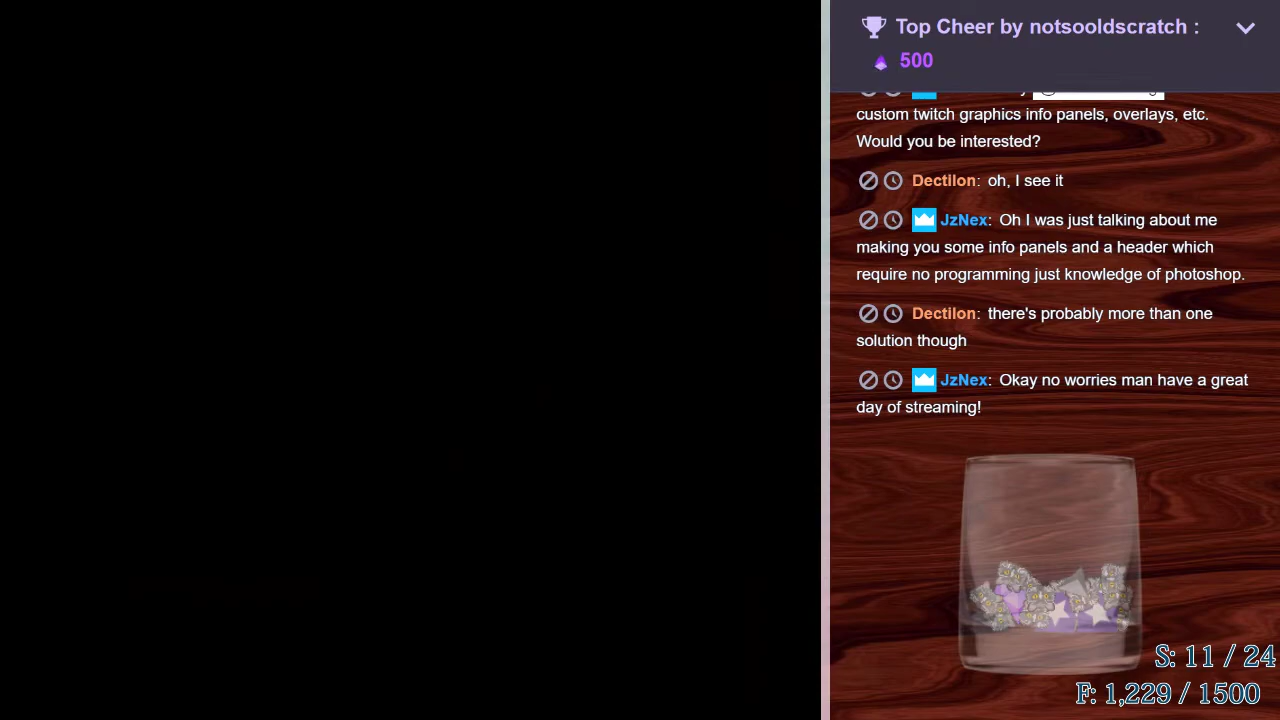 Top Cheer by notsooldscratch :
500
custom twitch graphics info panels, overlays, etc.
Would you be interested?
Dectilon: oh, I see it
JzNex: Oh I was just talking about me
making you some info panels and a header which
require no programming just knowledge of photoshop.
Dectilon: there's probably more than one
solution though
JzNex: Okay no worries man have a great
day of streaming!
S: 11 / 24
F: 1,229 / 1500